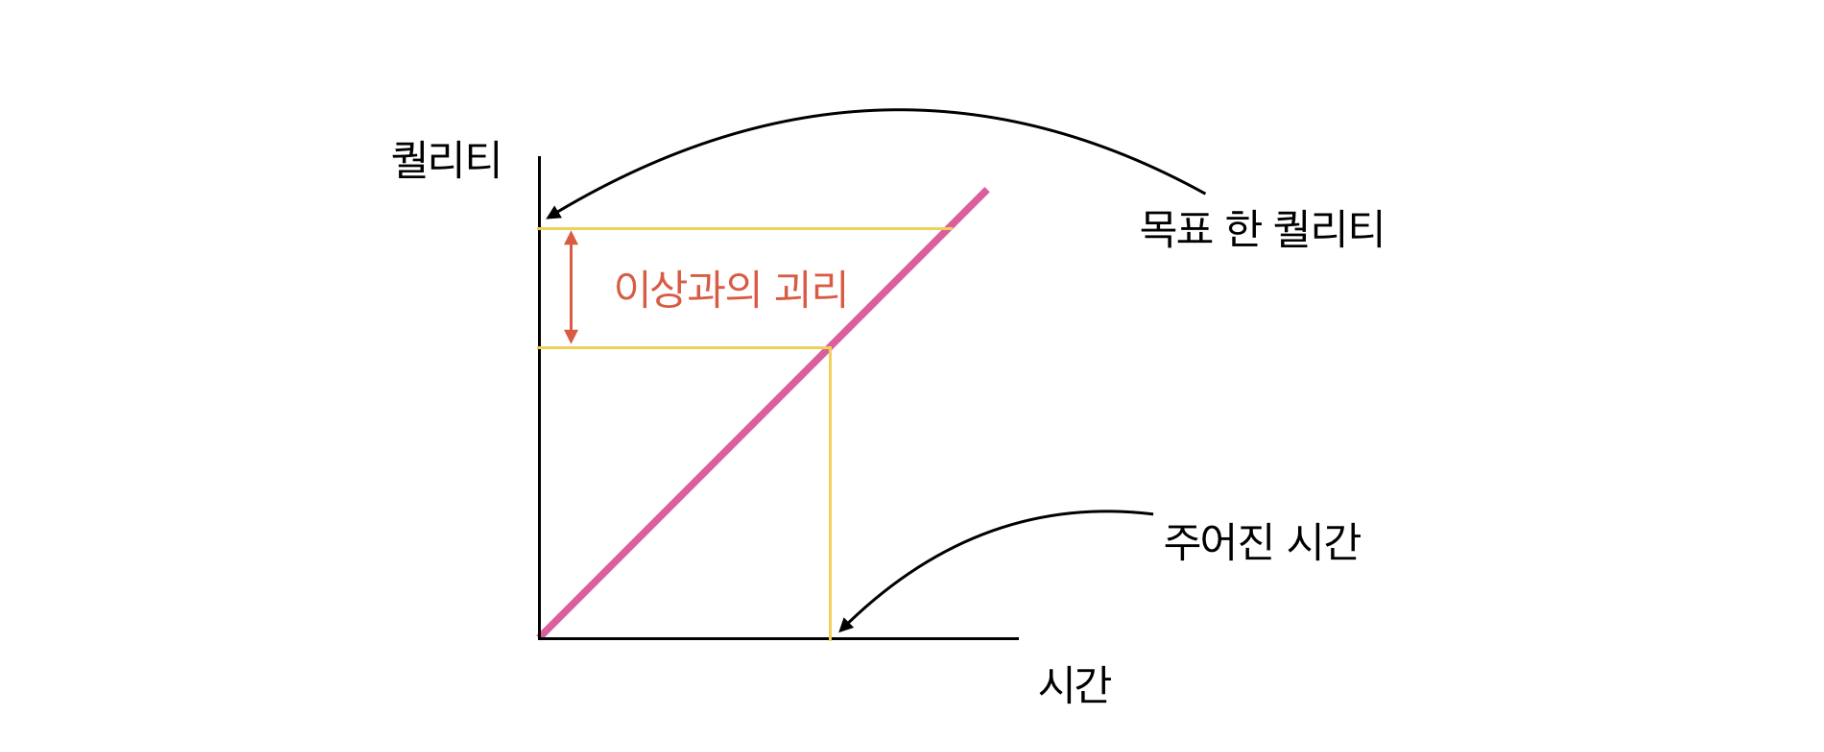 퀄리티
목표 한 퀄리티
이상과의 괴리
주어진 시간
시간